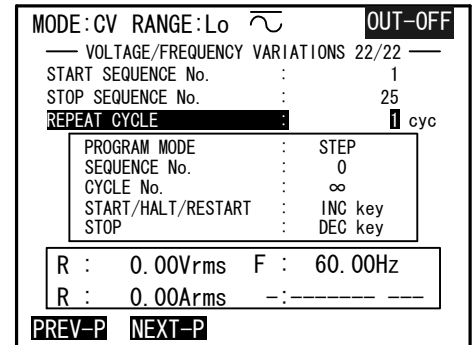 MODE:CV RANGE:Lo OUT-OFF
VOLTAGE/FREQUENCY VARIATIONS 22/22
START SEQUENCE No. : 1
STOP SEQUENCE No. : 25
REPEAT CYCLE : 1 cyc
PROGRAM MODE : STEP
SEQUENCE No. : 0
CYCLE No. : ∞
START/HALT/RESTART : INC key
STOP : DEC key
R : 0.00Vrms F : 60.00Hz
R : 0.00Arms -:------- ---
PREV-P NEXT-P